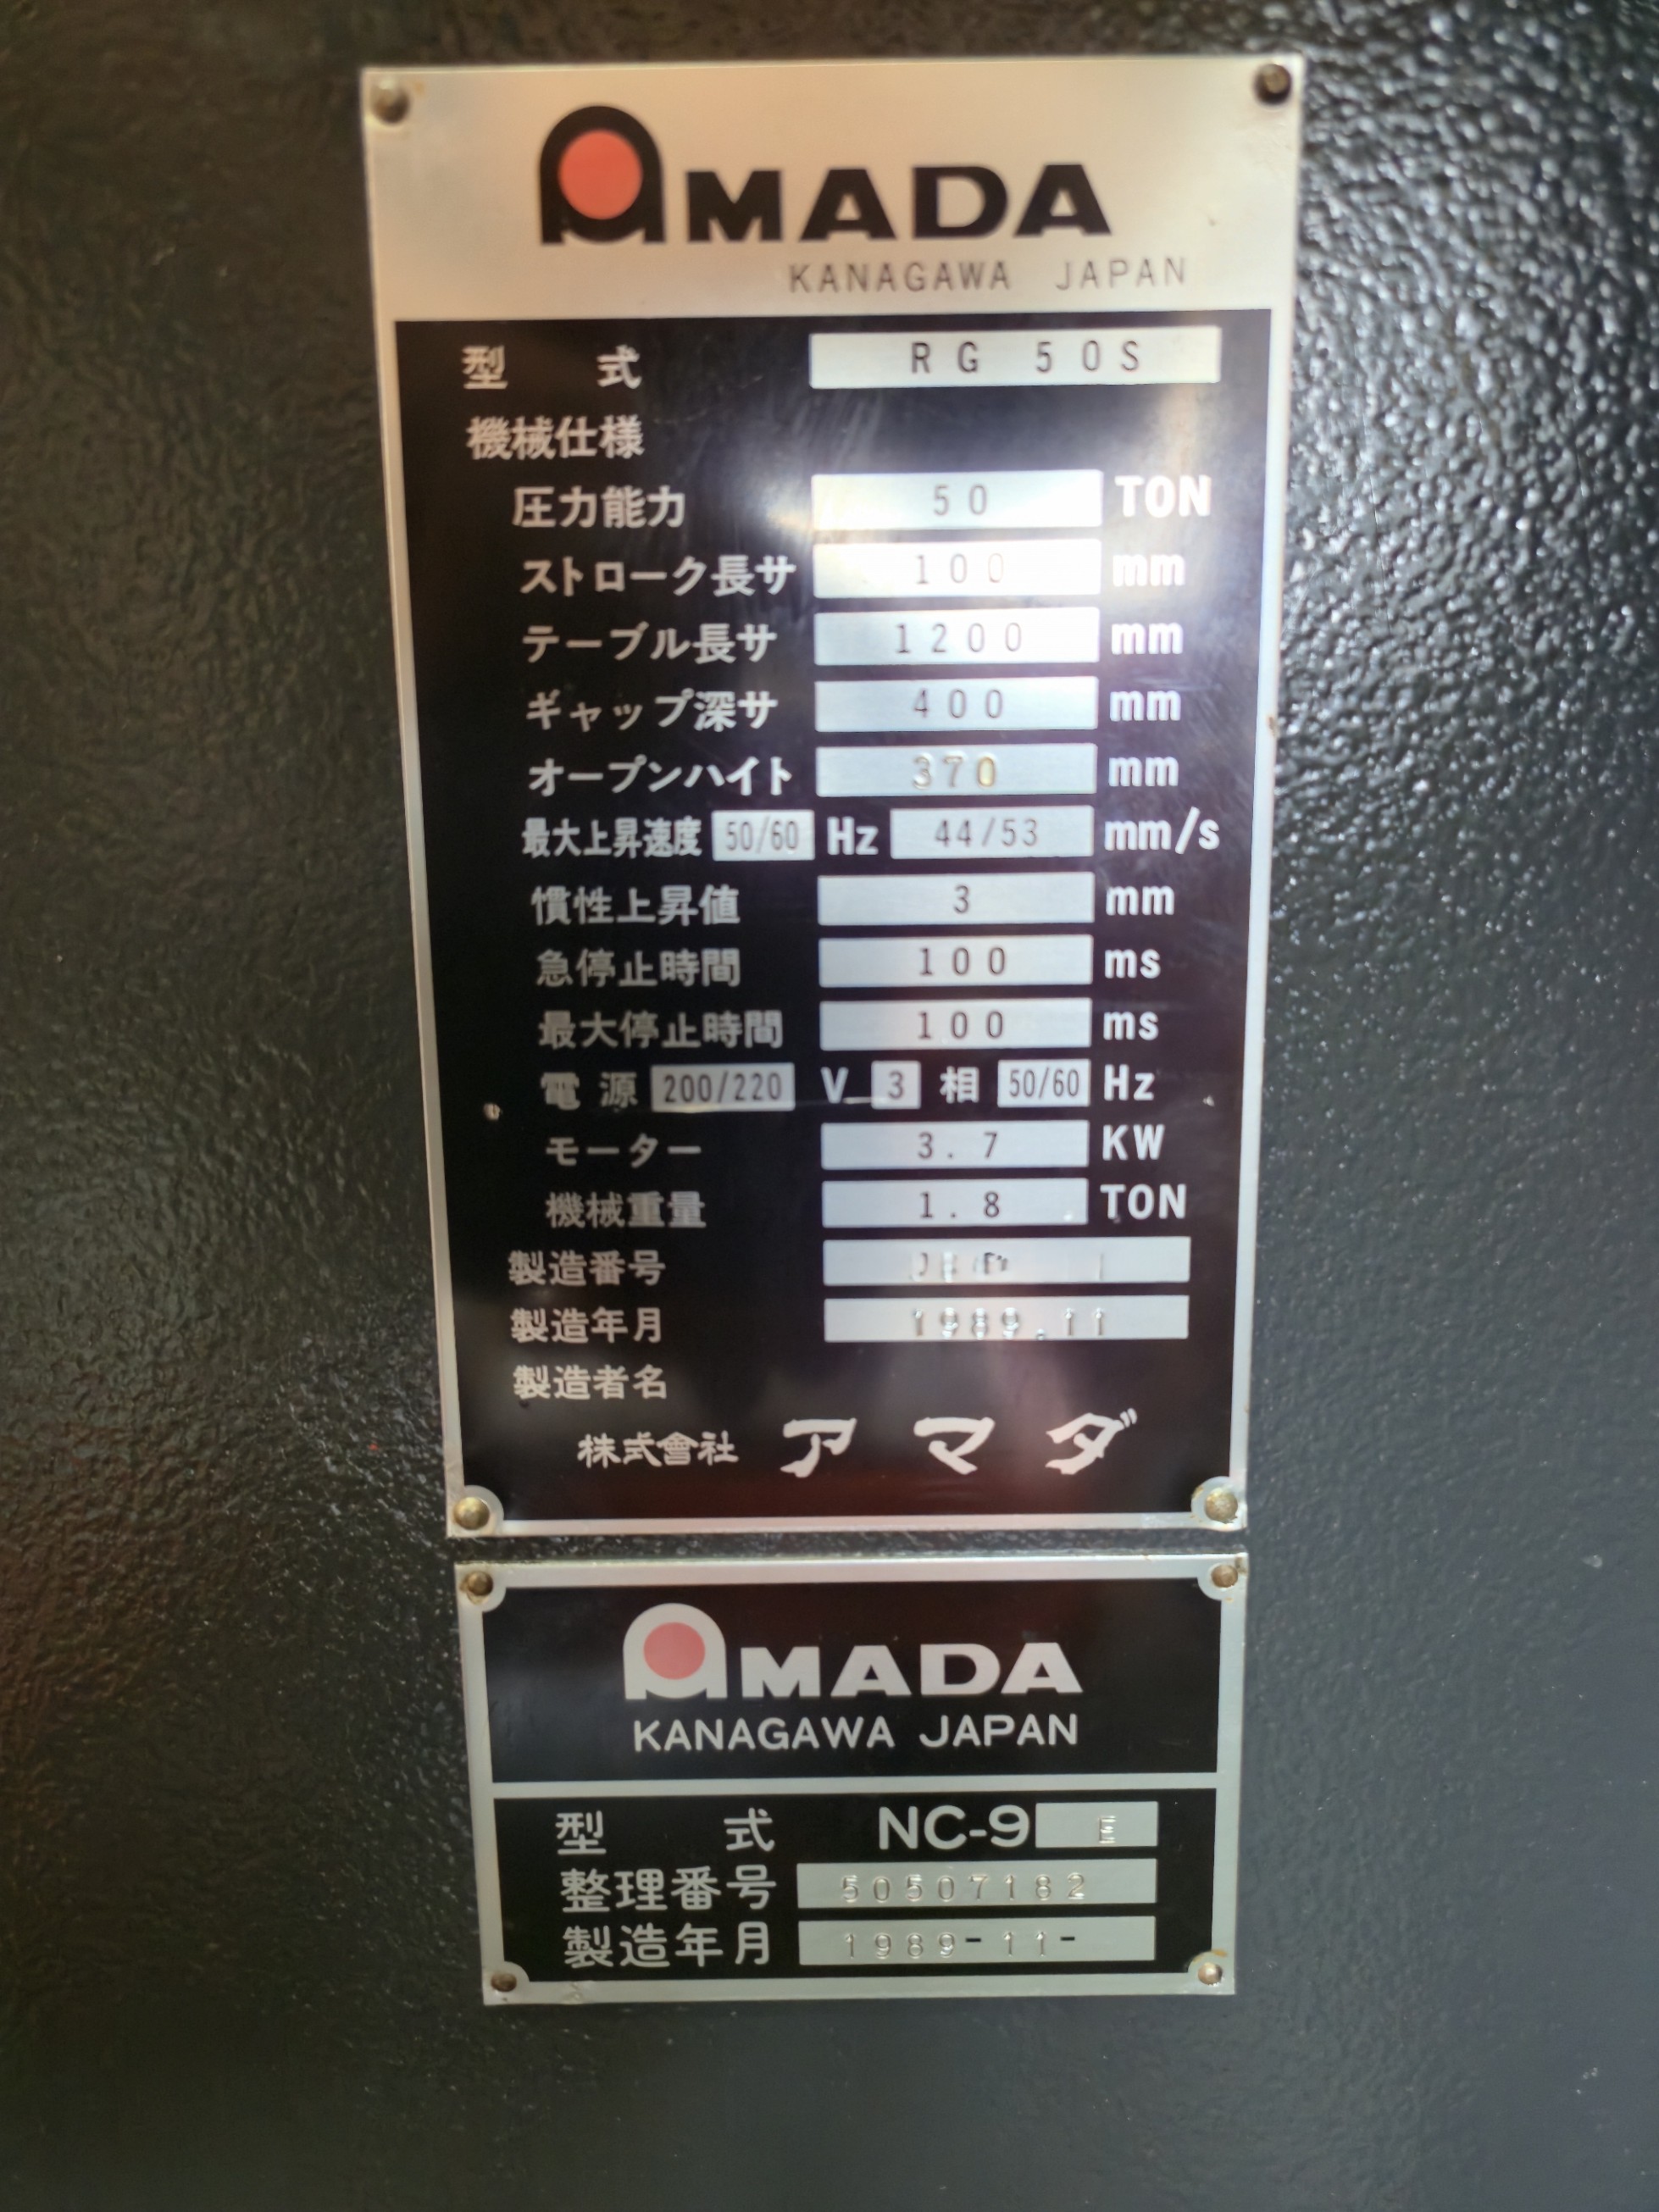 AMADA
KANAGAWA JAPAN
型 式 RG 50S
機械仕様
圧力能力 50 TON
ストローク長サ 100 mm
テーブル長サ 1200 mm
ギャップ深サ 400 mm
オープンハイト 370 mm
最大上昇速度 50/60 Hz 44/53 mm/s
慣性上昇値 3 mm
急停止時間 100 ms
最大停止時間 100 ms
電源 200/220 V 3 相 50/60 Hz
モーター 3.7 KW
機械重量 1.8 TON
製造番号
製造年月 1989.11
製造者名
株式會社 アマダ
AMADA
KANAGAWA JAPAN
型 式 NC-9 E
整理番号 50507182
製造年月 1989-11-